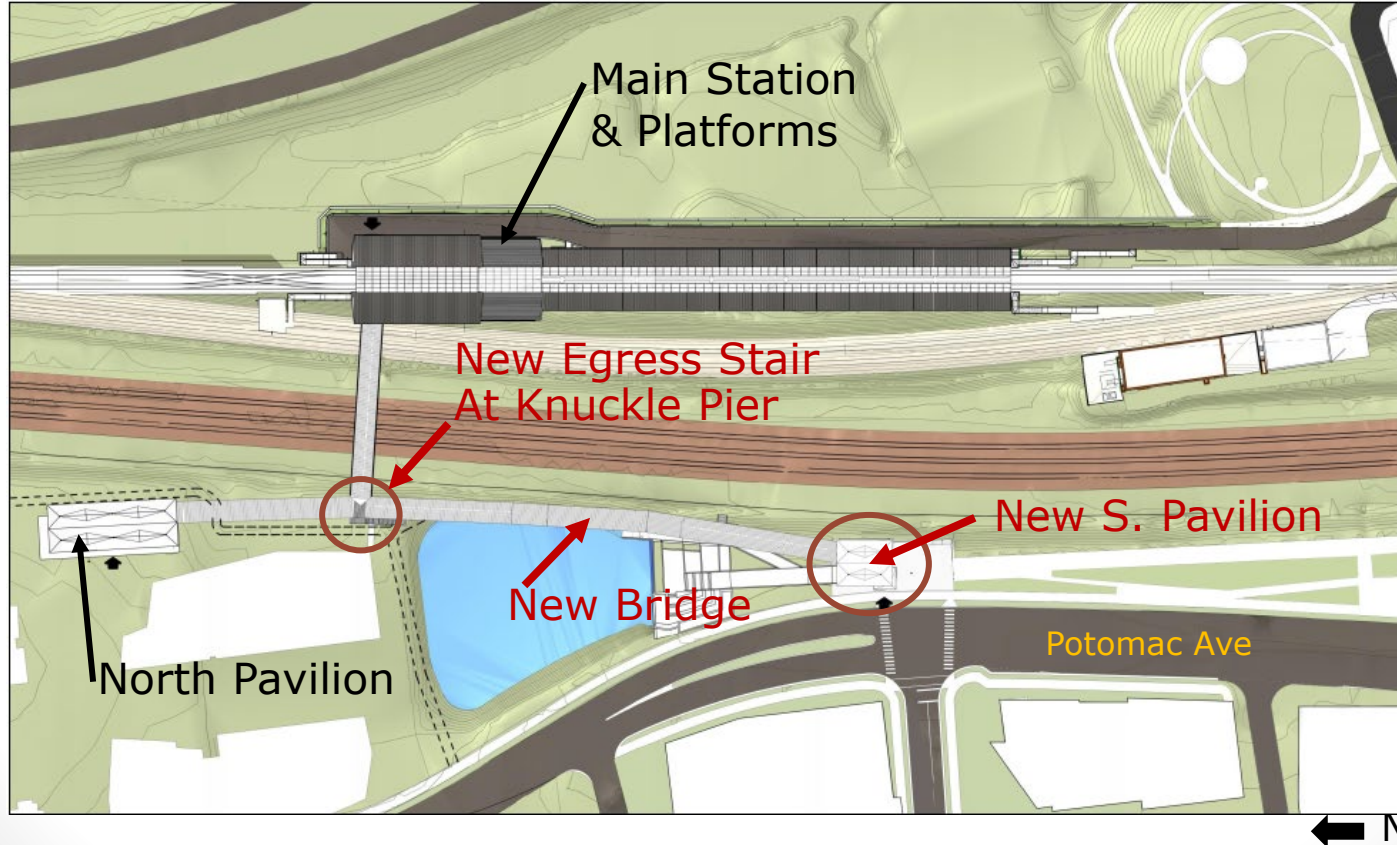 Main Station
& Platforms
New Egress Stair
At Knuckle Pier
New S. Pavilion
New Bridge
Potomac Ave
North Pavilion
N